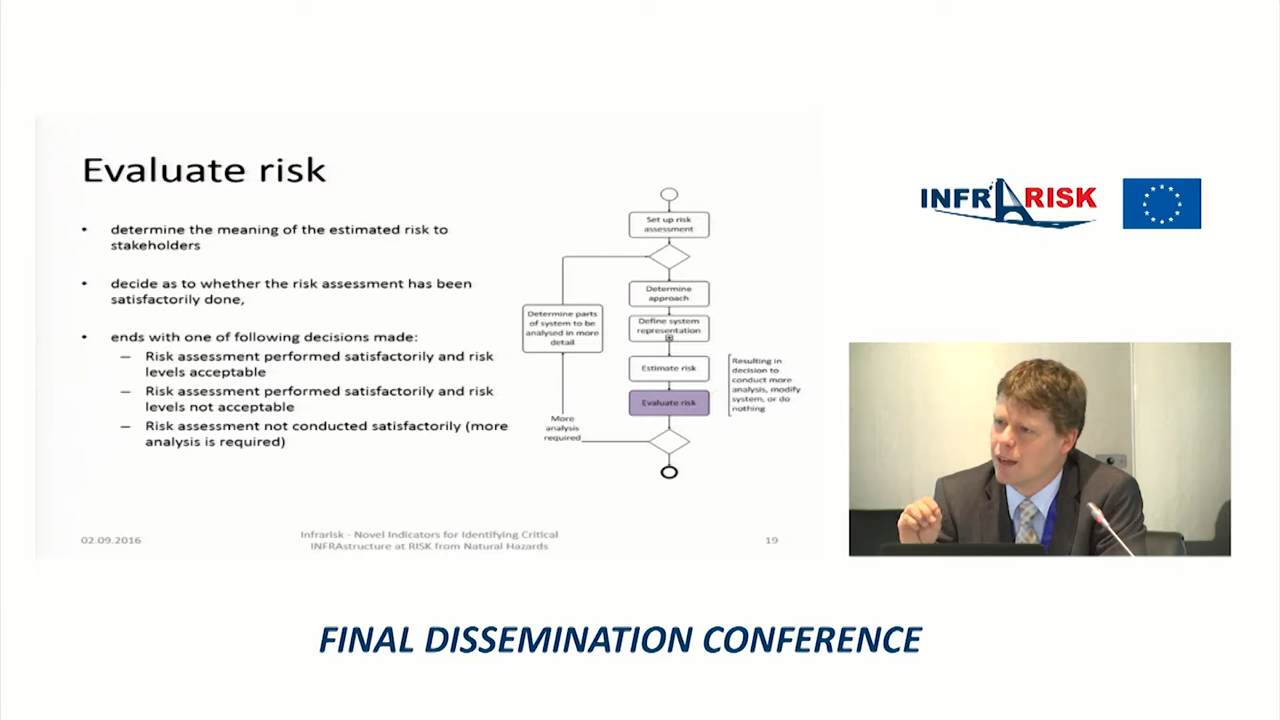 Evaluate risk
• determine the meaning of the estimated risk to
stakeholders
• decide as to whether the risk assessment has been
satisfactorily done,
• ends with one of following decisions made:
– Risk assessment performed satisfactorily and risk
levels acceptable
– Risk assessment performed satisfactorily and risk
levels not acceptable
– Risk assessment not conducted satisfactorily (more
analysis is required)
Set up risk
assessment
Determine
approach
Define system
representation
Estimate risk
Evaluate risk
Determine parts
of system to be
analysed in more
detail
More
analysis
required
Resulting in
decision to
conduct more
analysis, modify
system, or do
nothing
02.09.2016
Infrarisk - Novel Indicators for Identifying Critical
INFRAstructure at RISK from Natural Hazards
19
INFRARISK
FINAL DISSEMINATION CONFERENCE